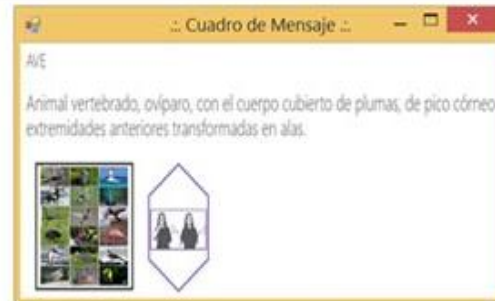 .: Cuadro de Mensaje :.
AVE
Animal vertebrado, ovíparo, con el cuerpo cubierto de plumas, de pico córneo
extremidades anteriores transformadas en alas.